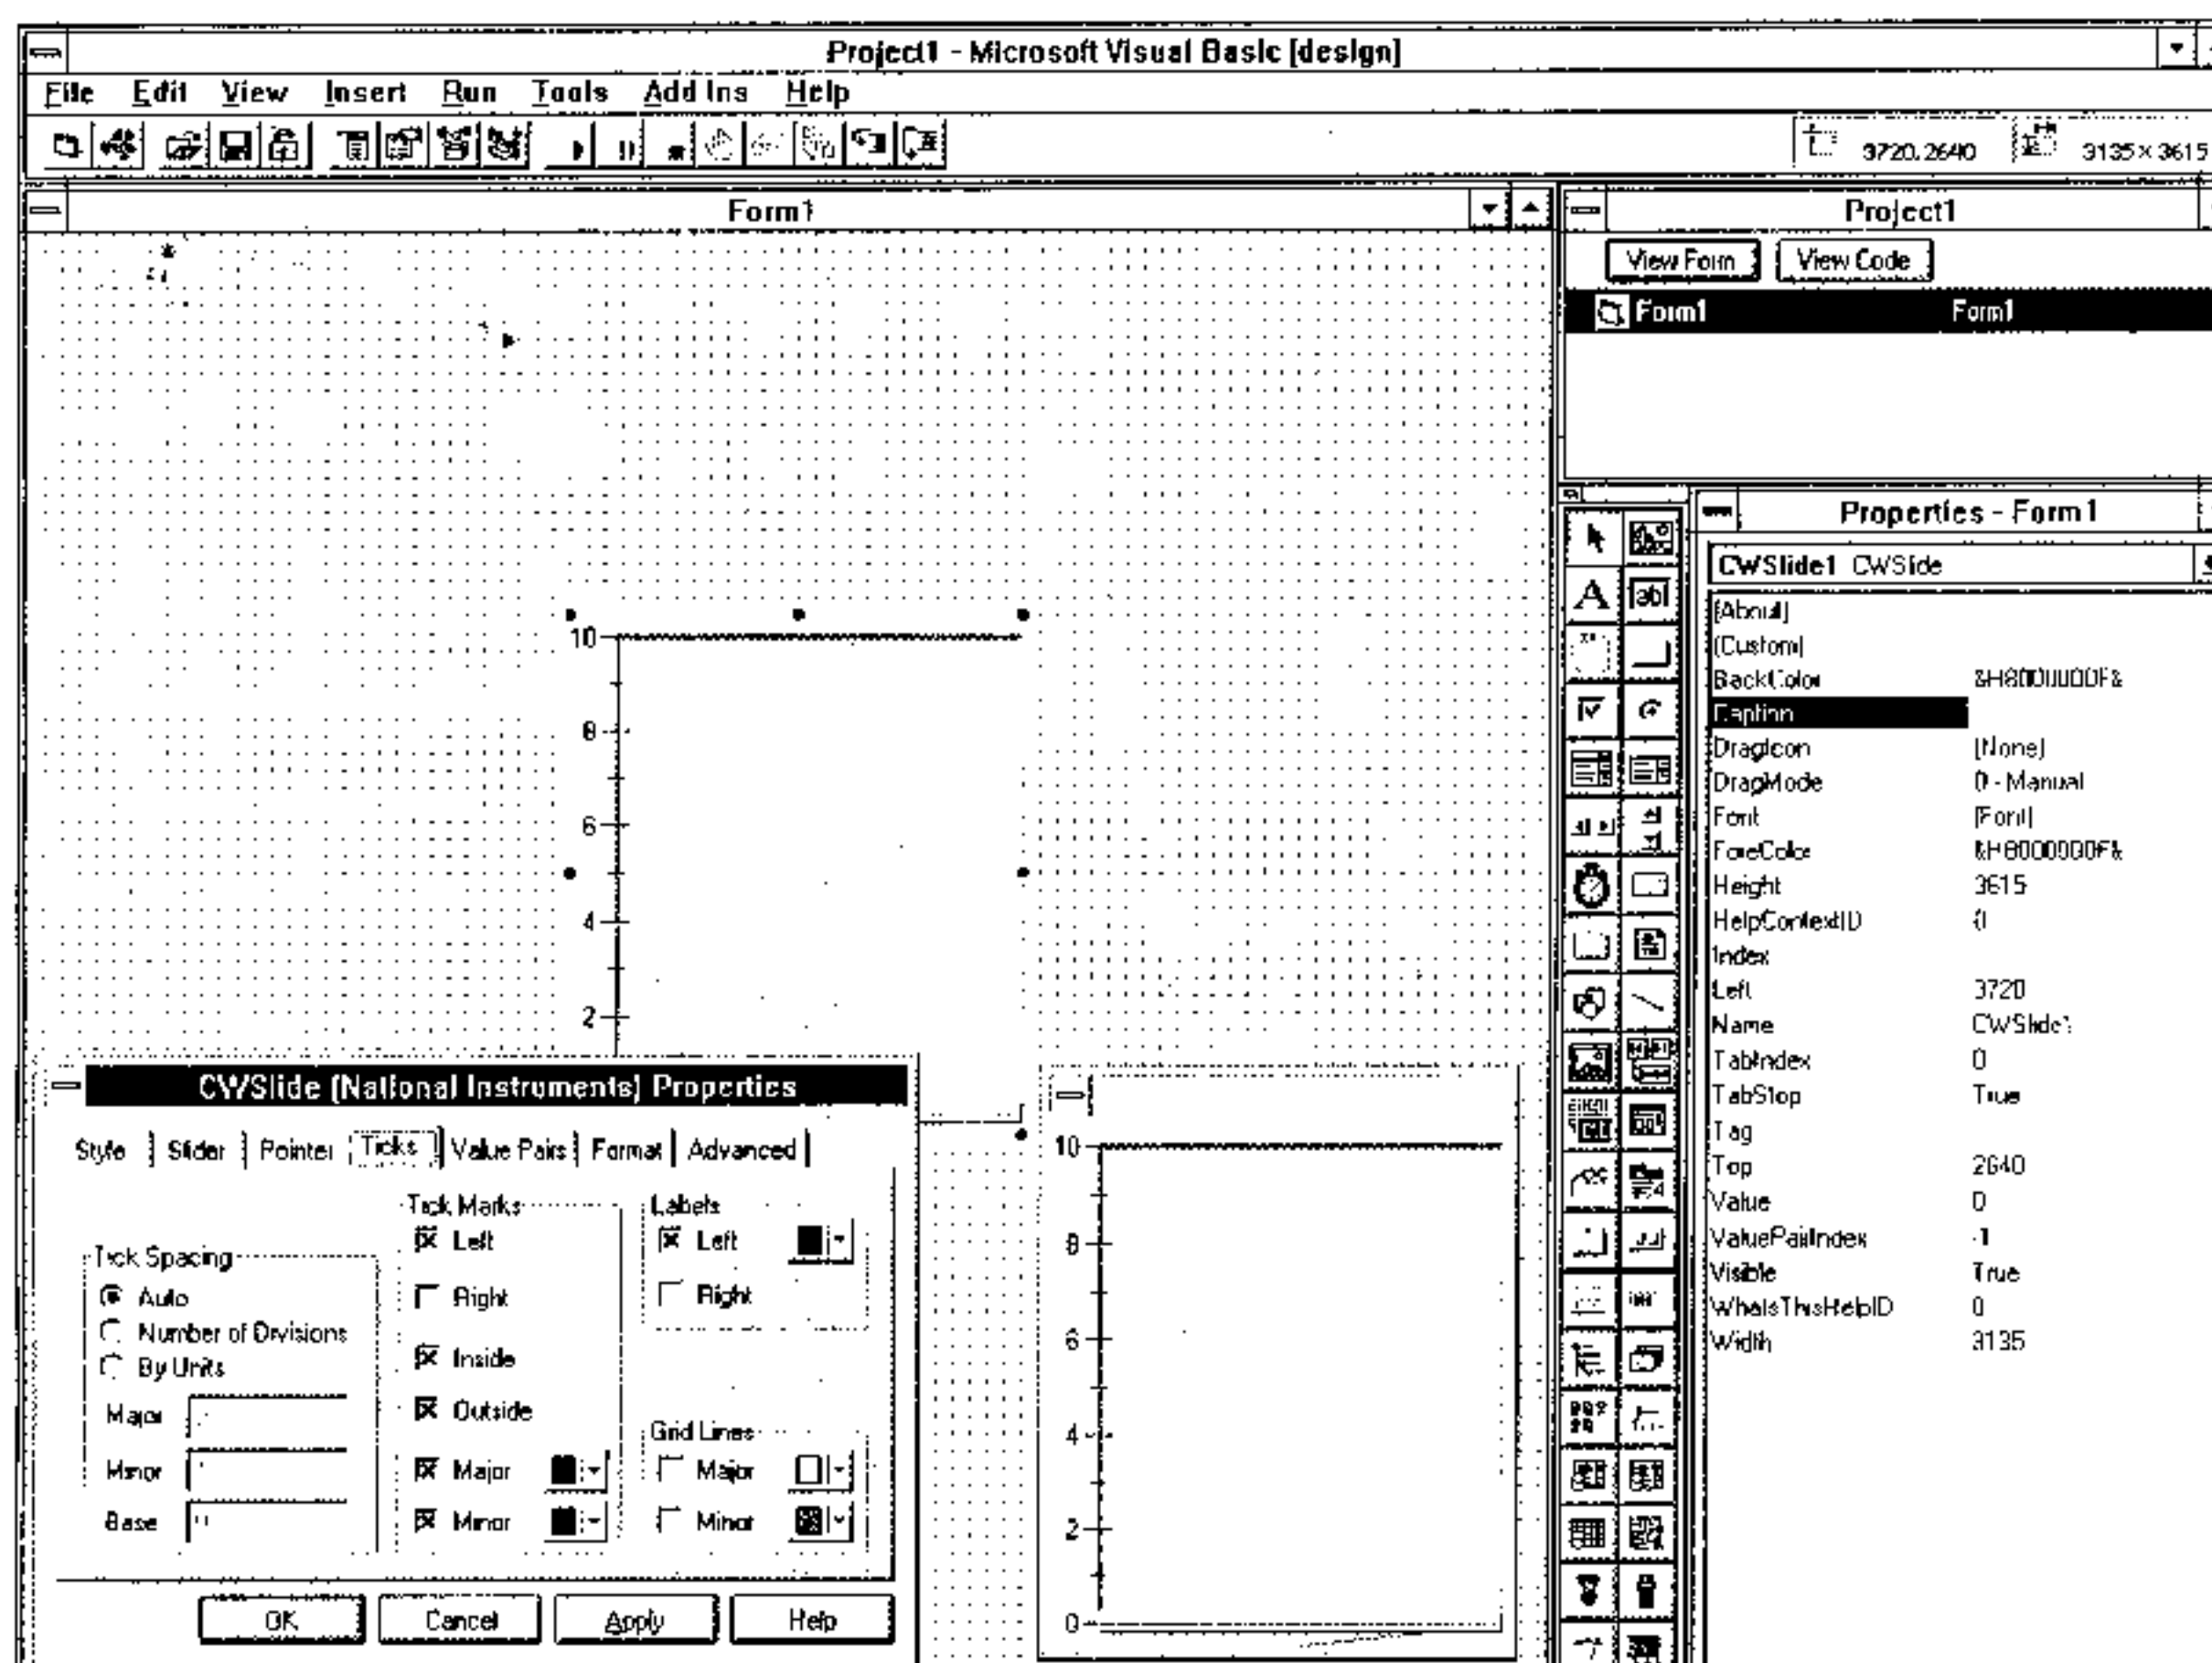 Project1 - Microsoft Visual Basic [design]
File Edit View Insert Run Tools Add Ins Help
3720,2640 3135×3615
Form1
Project1
View Form View Code
Form1 Form1
Properties - Form1
CWSlide1 CWSlide
(About)
(Custom)
BackColor &H8000000F&
Caption
DragIcon (None)
DragMode 0 - Manual
Font (Font)
ForeColor
Height 3615
HelpContextID 0
Index
Left 3720
Name CWSlide1
TabIndex 0
TabStop True
Tag
Top 2640
Value 0
ValuePairIndex -1
Visible True
WhatsThisHelpID 0
Width 3135
A
abl
10
8
6
4
2
CWSlide (National Instruments) Properties
Style Slider Pointer Ticks Value Pairs Format Advanced
Tick Spacing
Auto
Number of Divisions
By Units
Major
Minor
Base
Tick Marks
Left
Right
Inside
Outside
Major
Minor
Labels
Left
Right
Grid Lines
Major
Minor
OK Cancel Apply Help
10
8
6
4
2
0